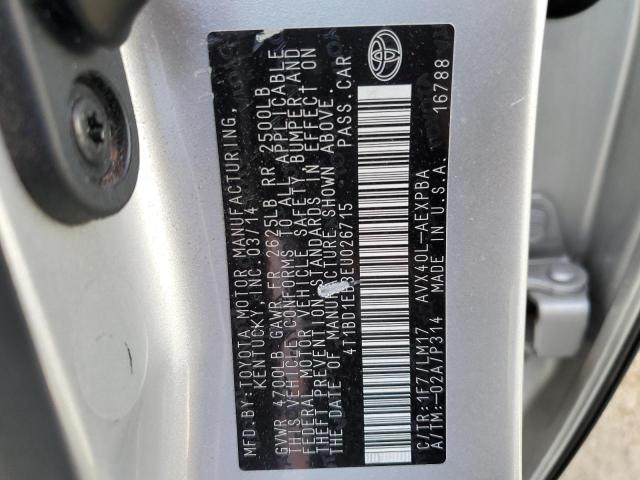 MFD.BY:TOYOTA MOTOR MANUFACTURING,
KENTUCKY, INC. 03/14
GVWR 4700LB GAWR FR 2625LB RR 2500LB
THIS VEHICLE CONFORMS TO ALL APPLICABLE
FEDERAL MOTOR VEHICLE SAFETY, BUMPER, AND
THEFT PREVENTION STANDARDS IN EFFECT ON
THE DATE OF MANUFACTURE SHOWN ABOVE.
PASS. CAR
C/TR:1F7/LM17 AVX40L-AEXPBA
A/TM:-02A/P314 MADE IN U.S.A. 16788